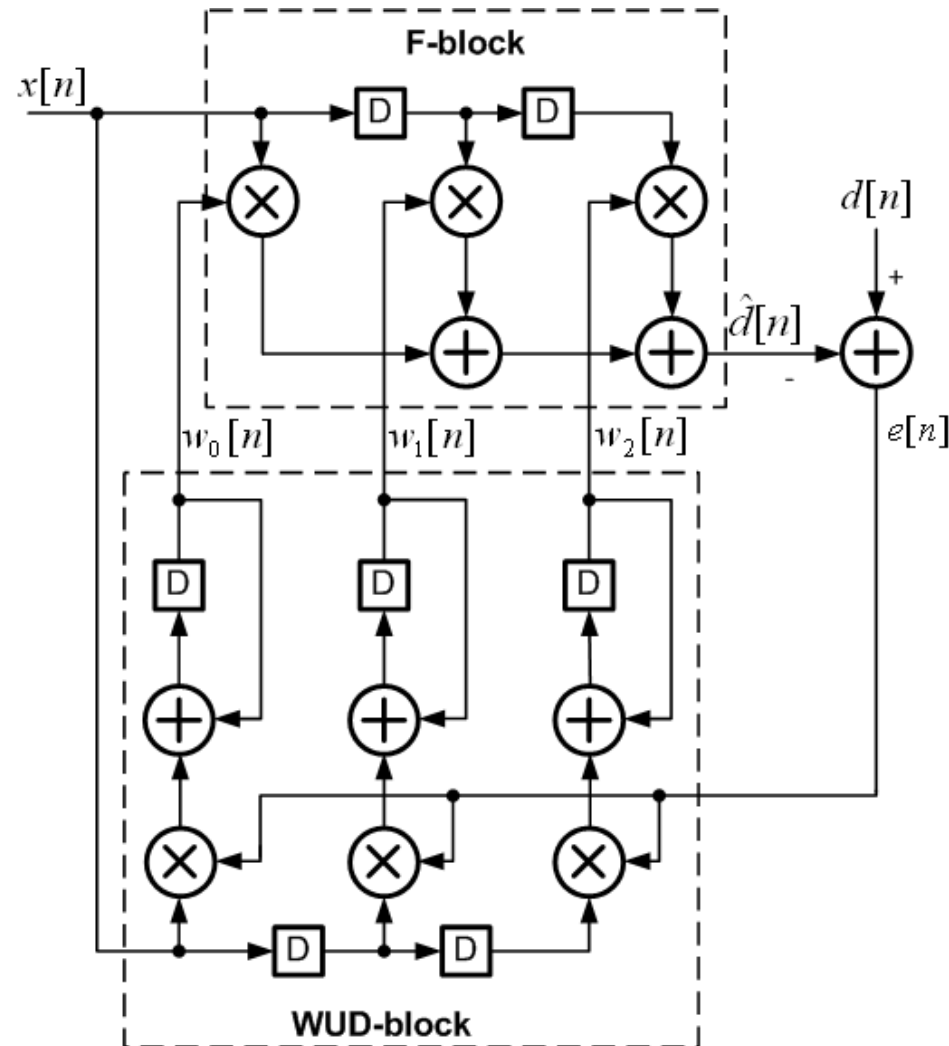 F-block
x[n]
D
D
d[n]
+
d̂[n]
-
e[n]
w₀[n]
w₁[n]
w₂[n]
D
D
D
D
D
WUD-block